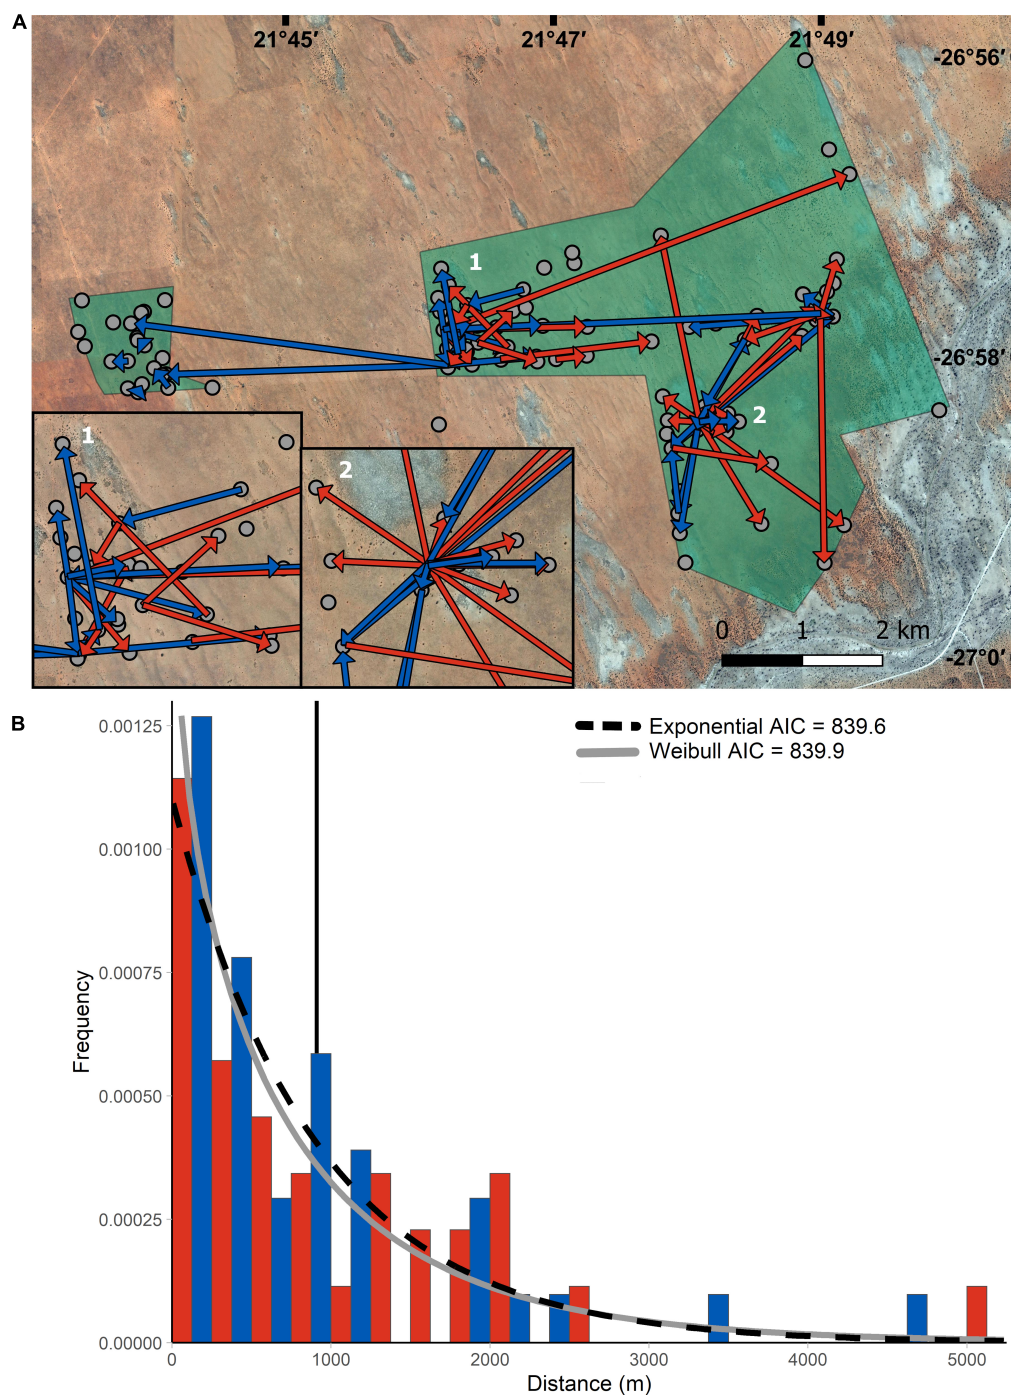 A
21°45′
21°47′
21°49′
-26°56′
1
-26°58′
2
1
2
0 1 2 km
-27°0′
B
Exponential AIC = 839.6
Weibull AIC = 839.9
0.00125
0.00100
0.00075
0.00050
0.00025
0.00000
Frequency
0 1000 2000 3000 4000 5000
Distance (m)